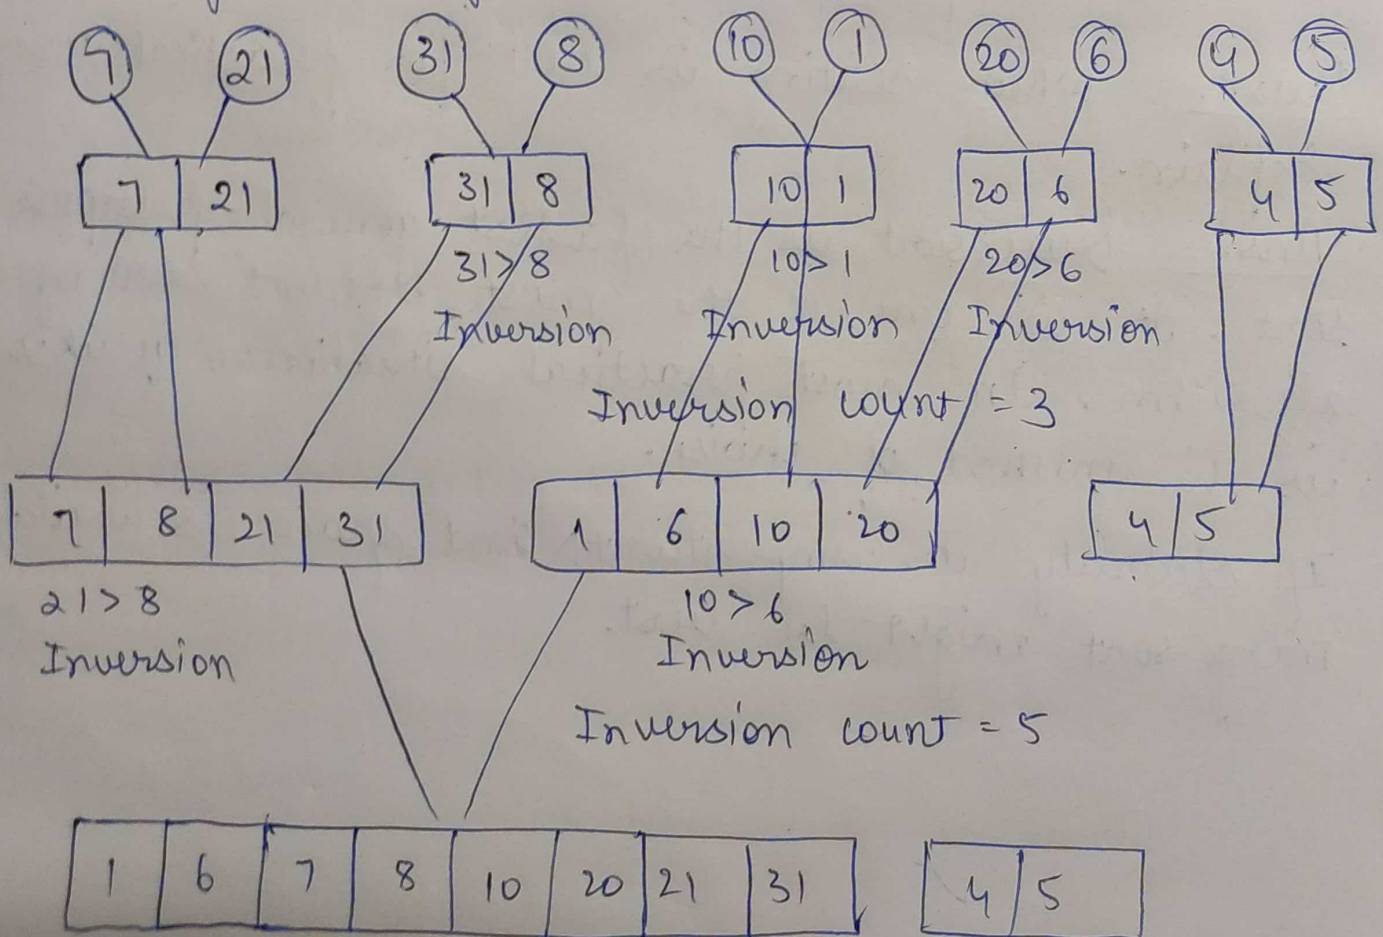 7 21 31 8 10 1 20 6 4 5
7 21 31 8 10 1 20 6 4 5
31>8 10>1 20>6
Inversion Inversion Inversion
Inversion count = 3
7 8 21 31 1 6 10 20 4 5
21>8 10>6
Inversion Inversion
Inversion count = 5
1 6 7 8 10 20 21 31 4 5